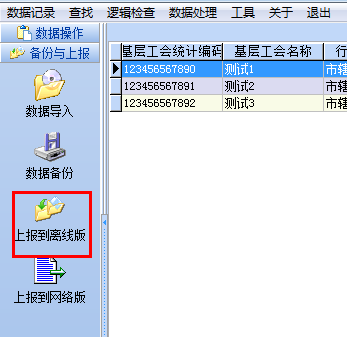 数据记录 查找 逻辑检查 数据处理 工具 关于 退出
数据操作
备份与上报
数据导入
数据备份
上报到离线版
上报到网络版
基层工会统计编码 基层工会名称 行
123456567890 测试1 市辖
123456567891 测试2 市辖
123456567892 测试3 市辖